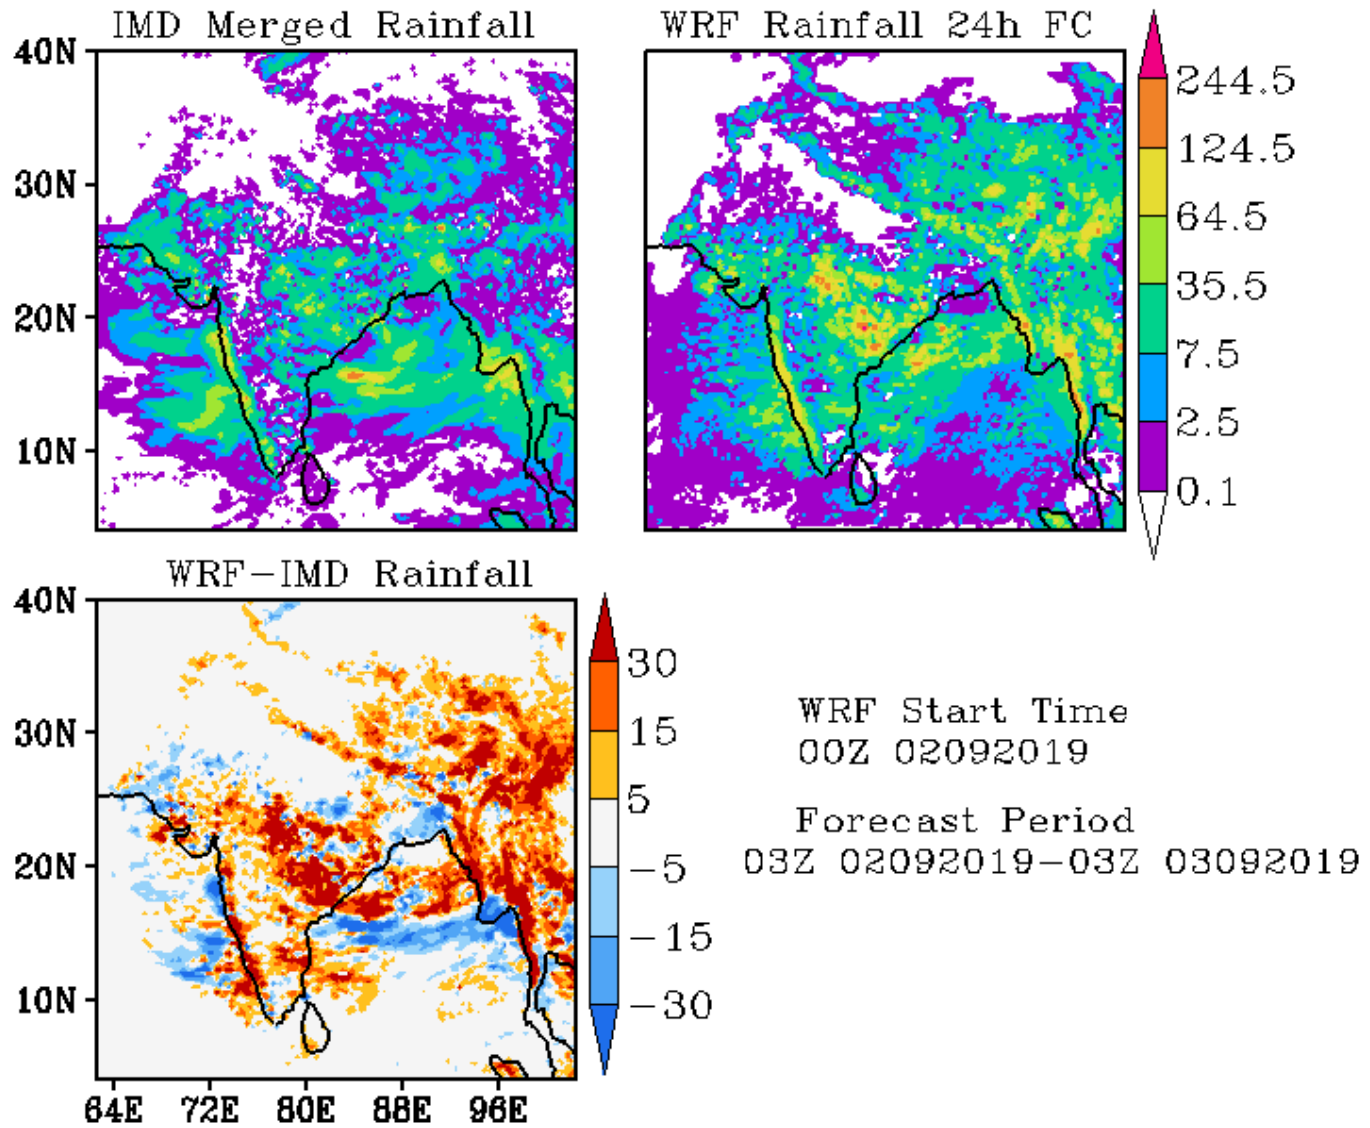 IMD Merged Rainfall
WRF Rainfall 24h FC
40N
30N
20N
10N
244.5
124.5
64.5
35.5
7.5
2.5
0.1
WRF-IMD Rainfall
40N
30N
20N
10N
64E 72E 80E 88E 96E
30
15
5
-5
-15
-30
WRF Start Time
00Z 02092019
Forecast Period
03Z 02092019-03Z 03092019